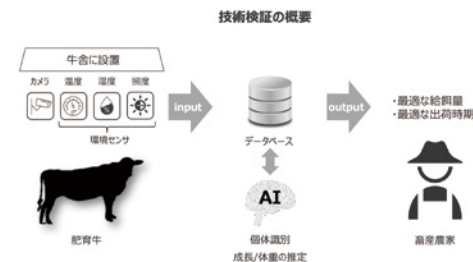 技術検証の概要
牛舎に設置
カメラ 温度 湿度 照度
環境センサ
肥育牛
input
データベース
AI
個体識別
成長/体重の推定
output
・最適な給餌量
・最適な出荷時期
畜産農家